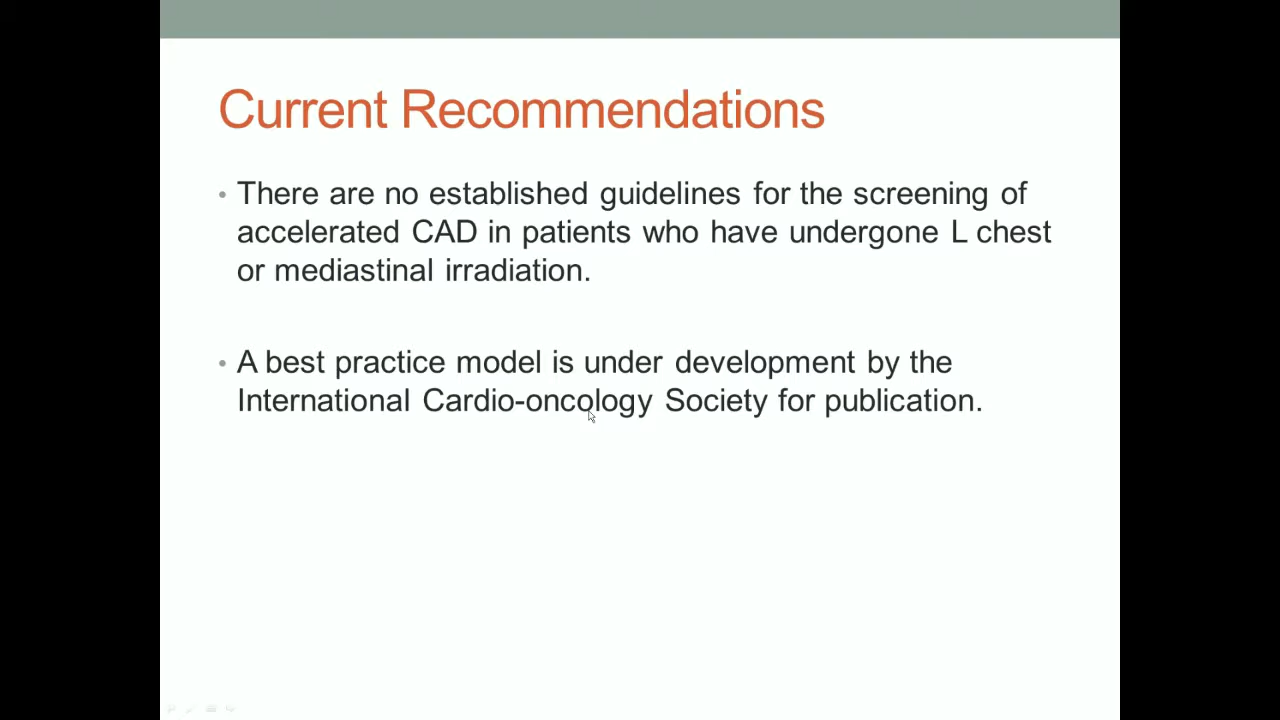 Current Recommendations
• There are no established guidelines for the screening of
accelerated CAD in patients who have undergone L chest
or mediastinal irradiation.
• A best practice model is under development by the
International Cardio-oncology Society for publication.